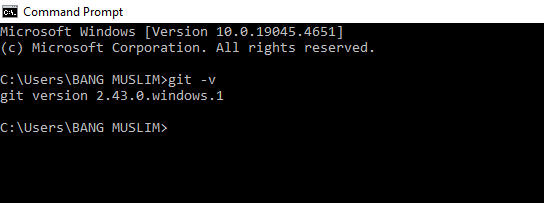 Command Prompt
Microsoft Windows [Version 10.0.19045.4651]
(c) Microsoft Corporation. All rights reserved.
C:\Users\BANG MUSLIM>git -v
git version 2.43.0.windows.1
C:\Users\BANG MUSLIM>